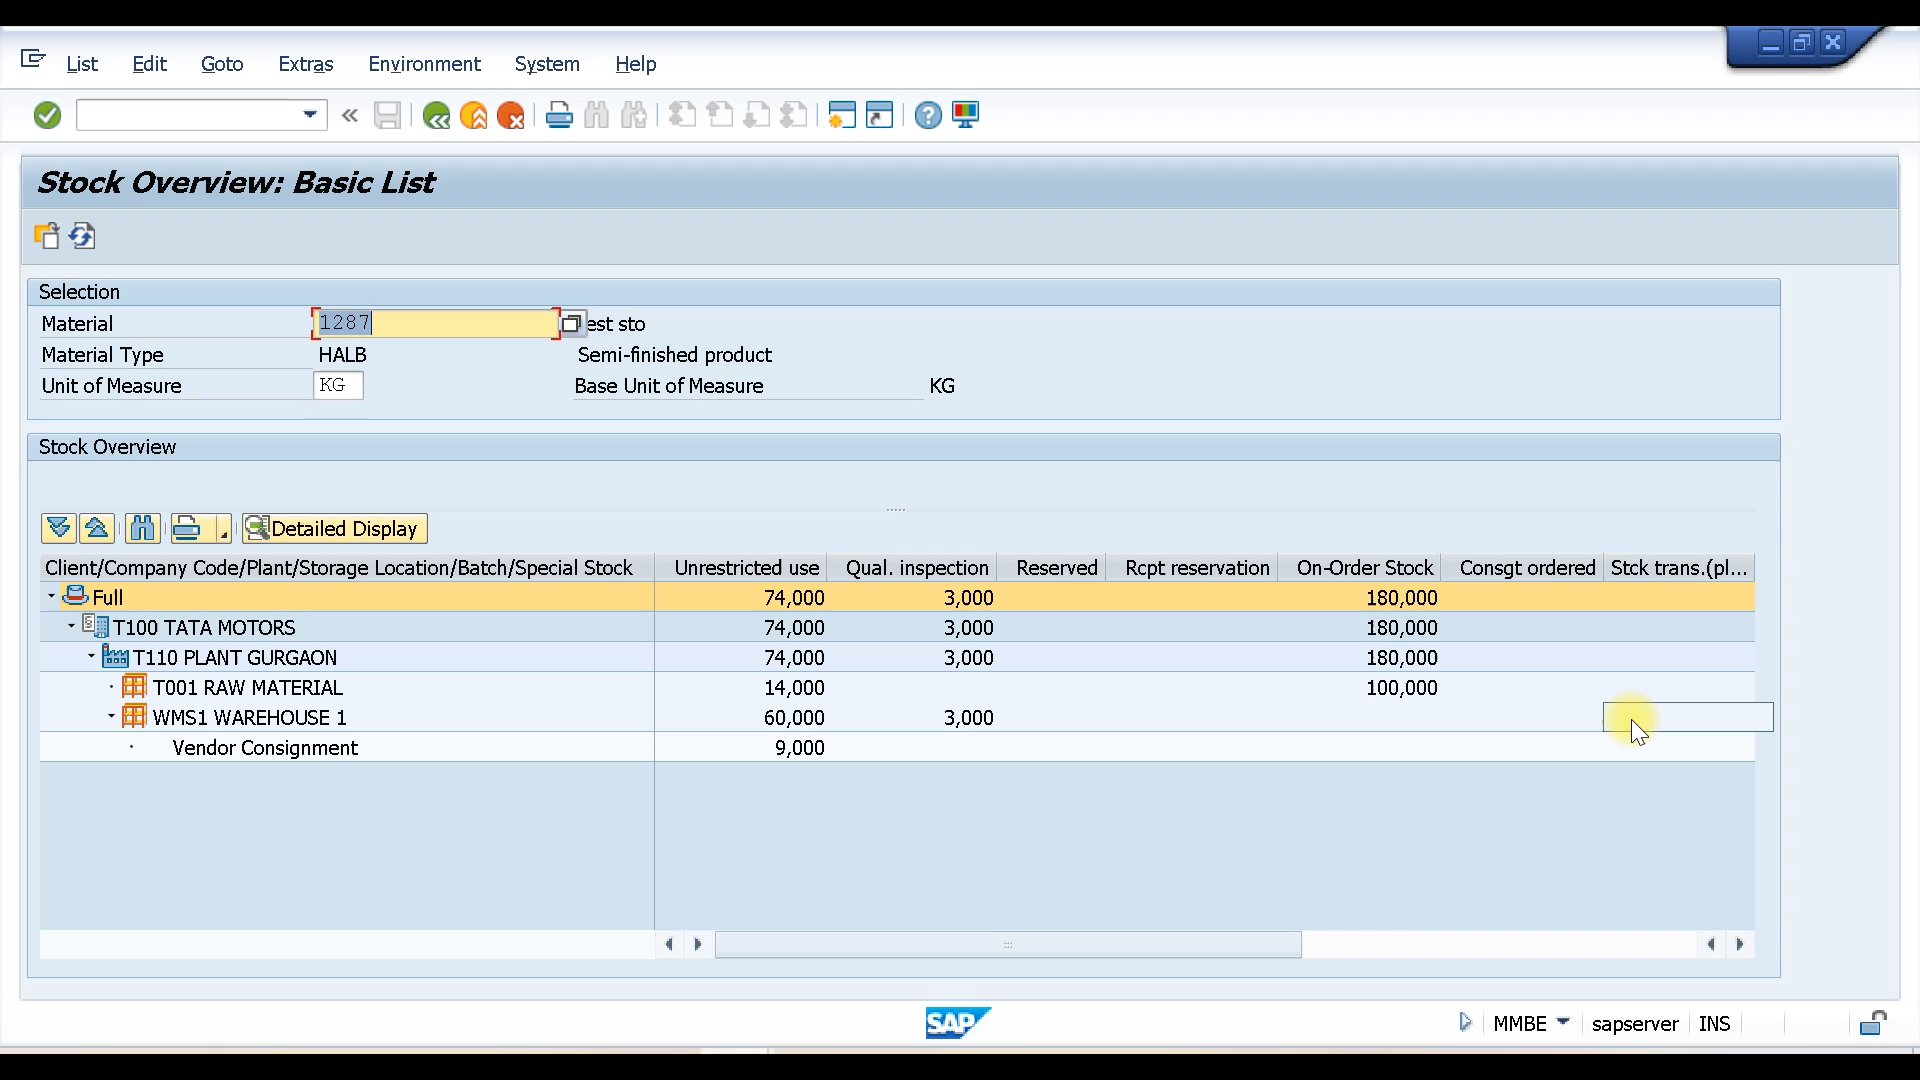 List Edit Goto Extras Environment System Help
Stock Overview: Basic List
Selection
Material 1287 est sto
Material Type HALB Semi-finished product
Unit of Measure KG Base Unit of Measure KG
Stock Overview
Detailed Display
Client/Company Code/Plant/Storage Location/Batch/Special Stock Unrestricted use Qual. inspection Reserved Rcpt reservation On-Order Stock Consgt ordered Stck trans.(pl...
Full 74,000 3,000 180,000
T100 TATA MOTORS 74,000 3,000 180,000
T110 PLANT GURGAON 74,000 3,000 180,000
T001 RAW MATERIAL 14,000 100,000
WMS1 WAREHOUSE 1 60,000 3,000
Vendor Consignment 9,000
SAP MMBE sapserver INS